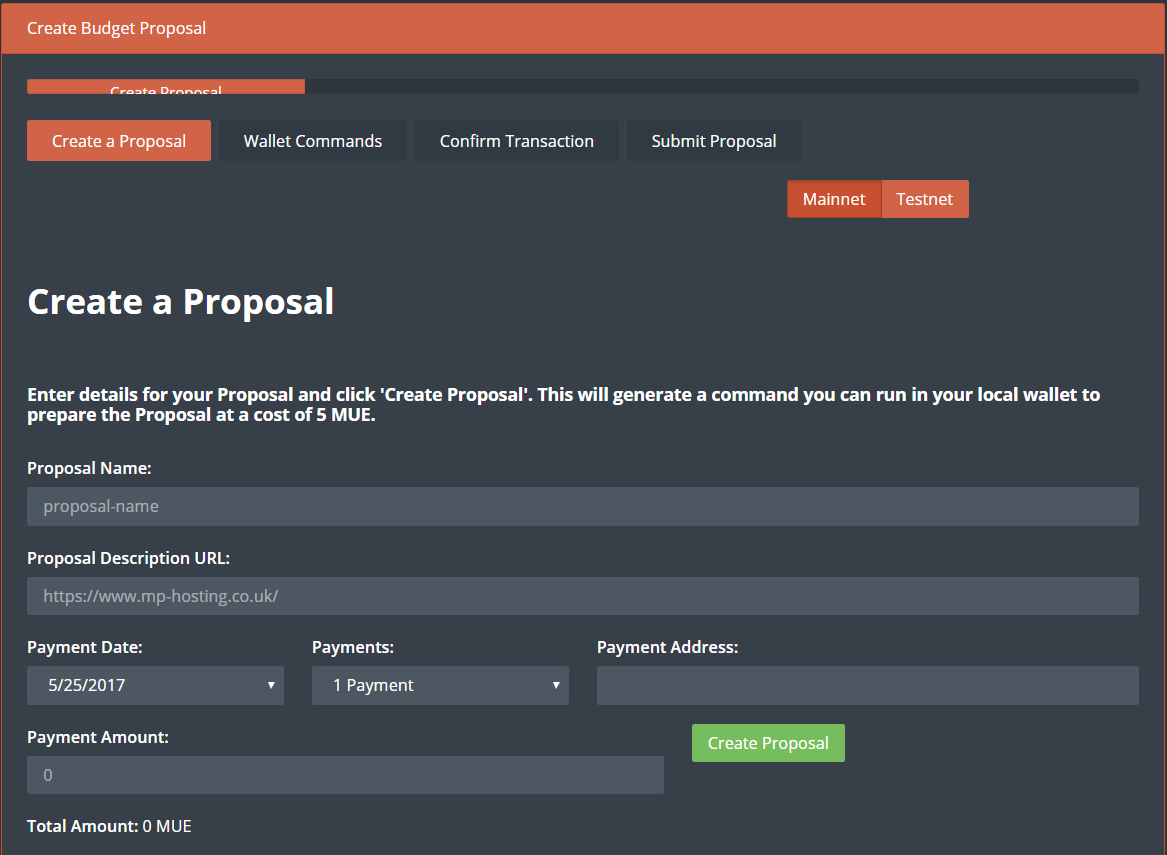 Create Budget Proposal
Create Proposal
Create a Proposal Wallet Commands Confirm Transaction Submit Proposal
Mainnet Testnet
Create a Proposal
Enter details for your Proposal and click 'Create Proposal'. This will generate a command you can run in your local wallet to
prepare the Proposal at a cost of 5 MUE.
Proposal Name:
proposal-name
Proposal Description URL:
https://www.mp-hosting.co.uk/
Payment Date: Payments: Payment Address:
5/25/2017 1 Payment
Payment Amount:
Create Proposal
0
Total Amount: 0 MUE